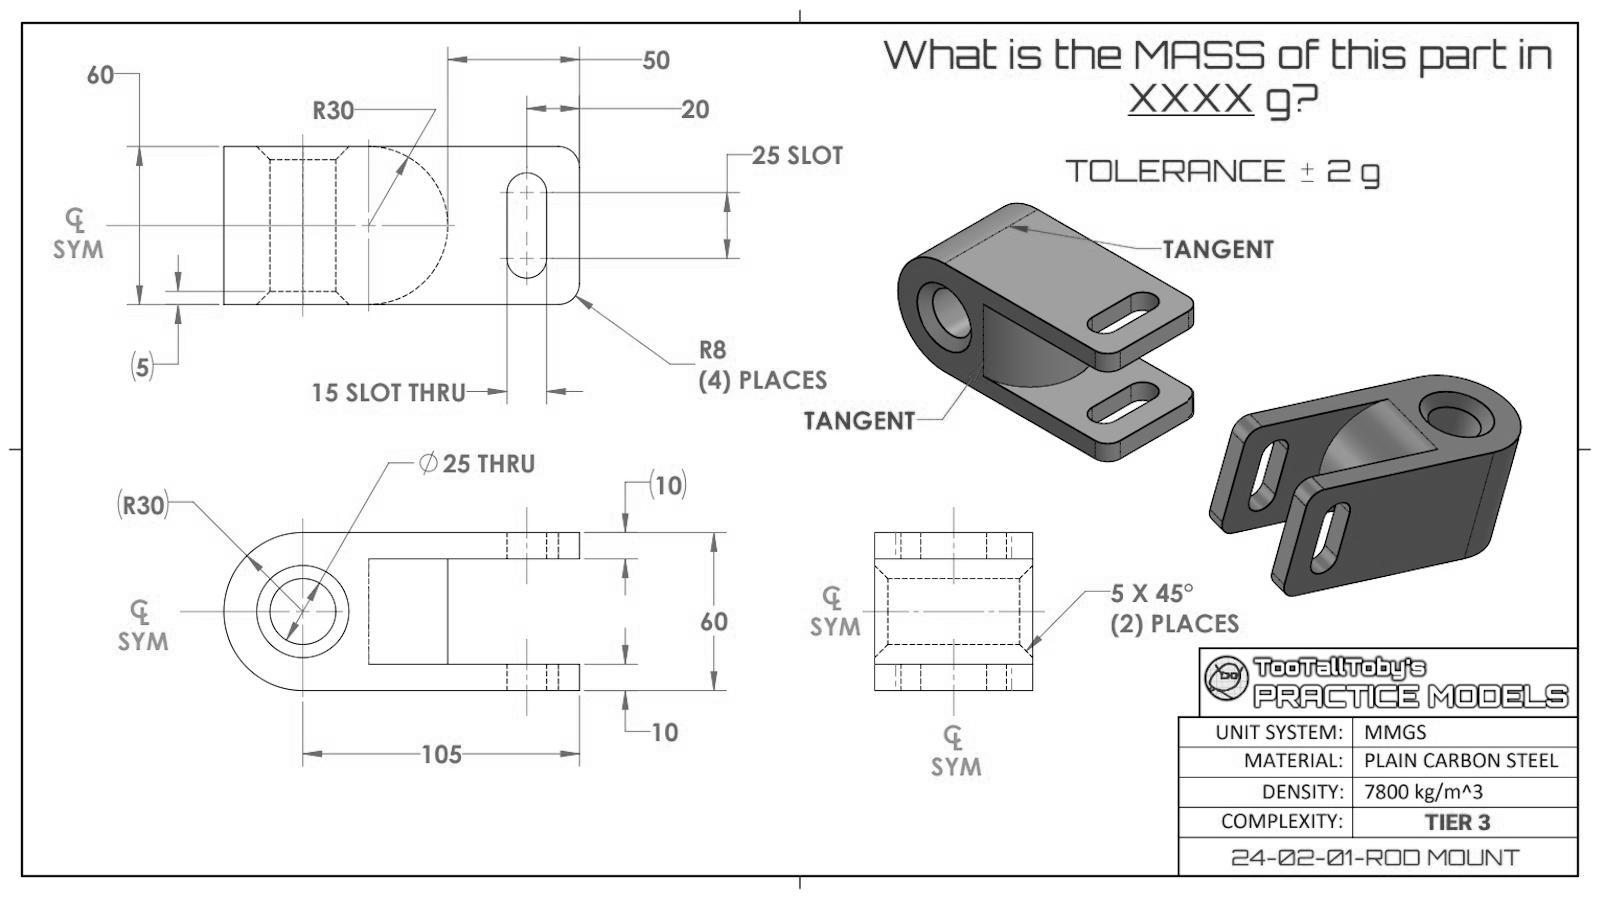 What is the MASS of this part in
XXXX g?
TOLERANCE ± 2 g
60
R30
50
20
25 SLOT
℄
SYM
(5)
15 SLOT THRU
R8
(4) PLACES
TANGENT
TANGENT
(R30)
⌀ 25 THRU
(10)
℄
SYM
60
10
105
℄
SYM
5 X 45°
(2) PLACES
℄
SYM
TooTallToby's
PRACTICE MODELS
UNIT SYSTEM: MMGS
MATERIAL: PLAIN CARBON STEEL
DENSITY: 7800 kg/m^3
COMPLEXITY: TIER 3
24-02-01-ROD MOUNT